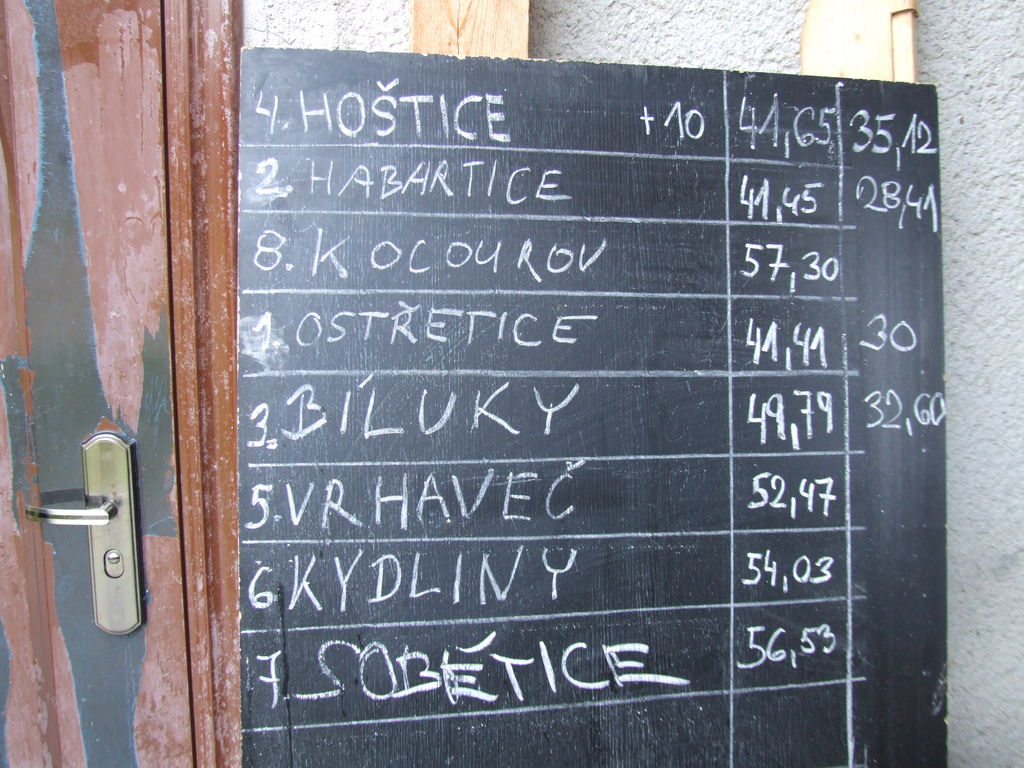 4. HOŠTICE +10 41,65 35,12
2. HABARTICE 41,45 28,41
8. KOCOUROV 57,30
1. OSTŘETICE 41,41 30
3. BÍLUKY 49,79 32,60
5. VRHAVEČ 52,47
6 KYDLINY 54,03
7. SOBĚTICE 56,53